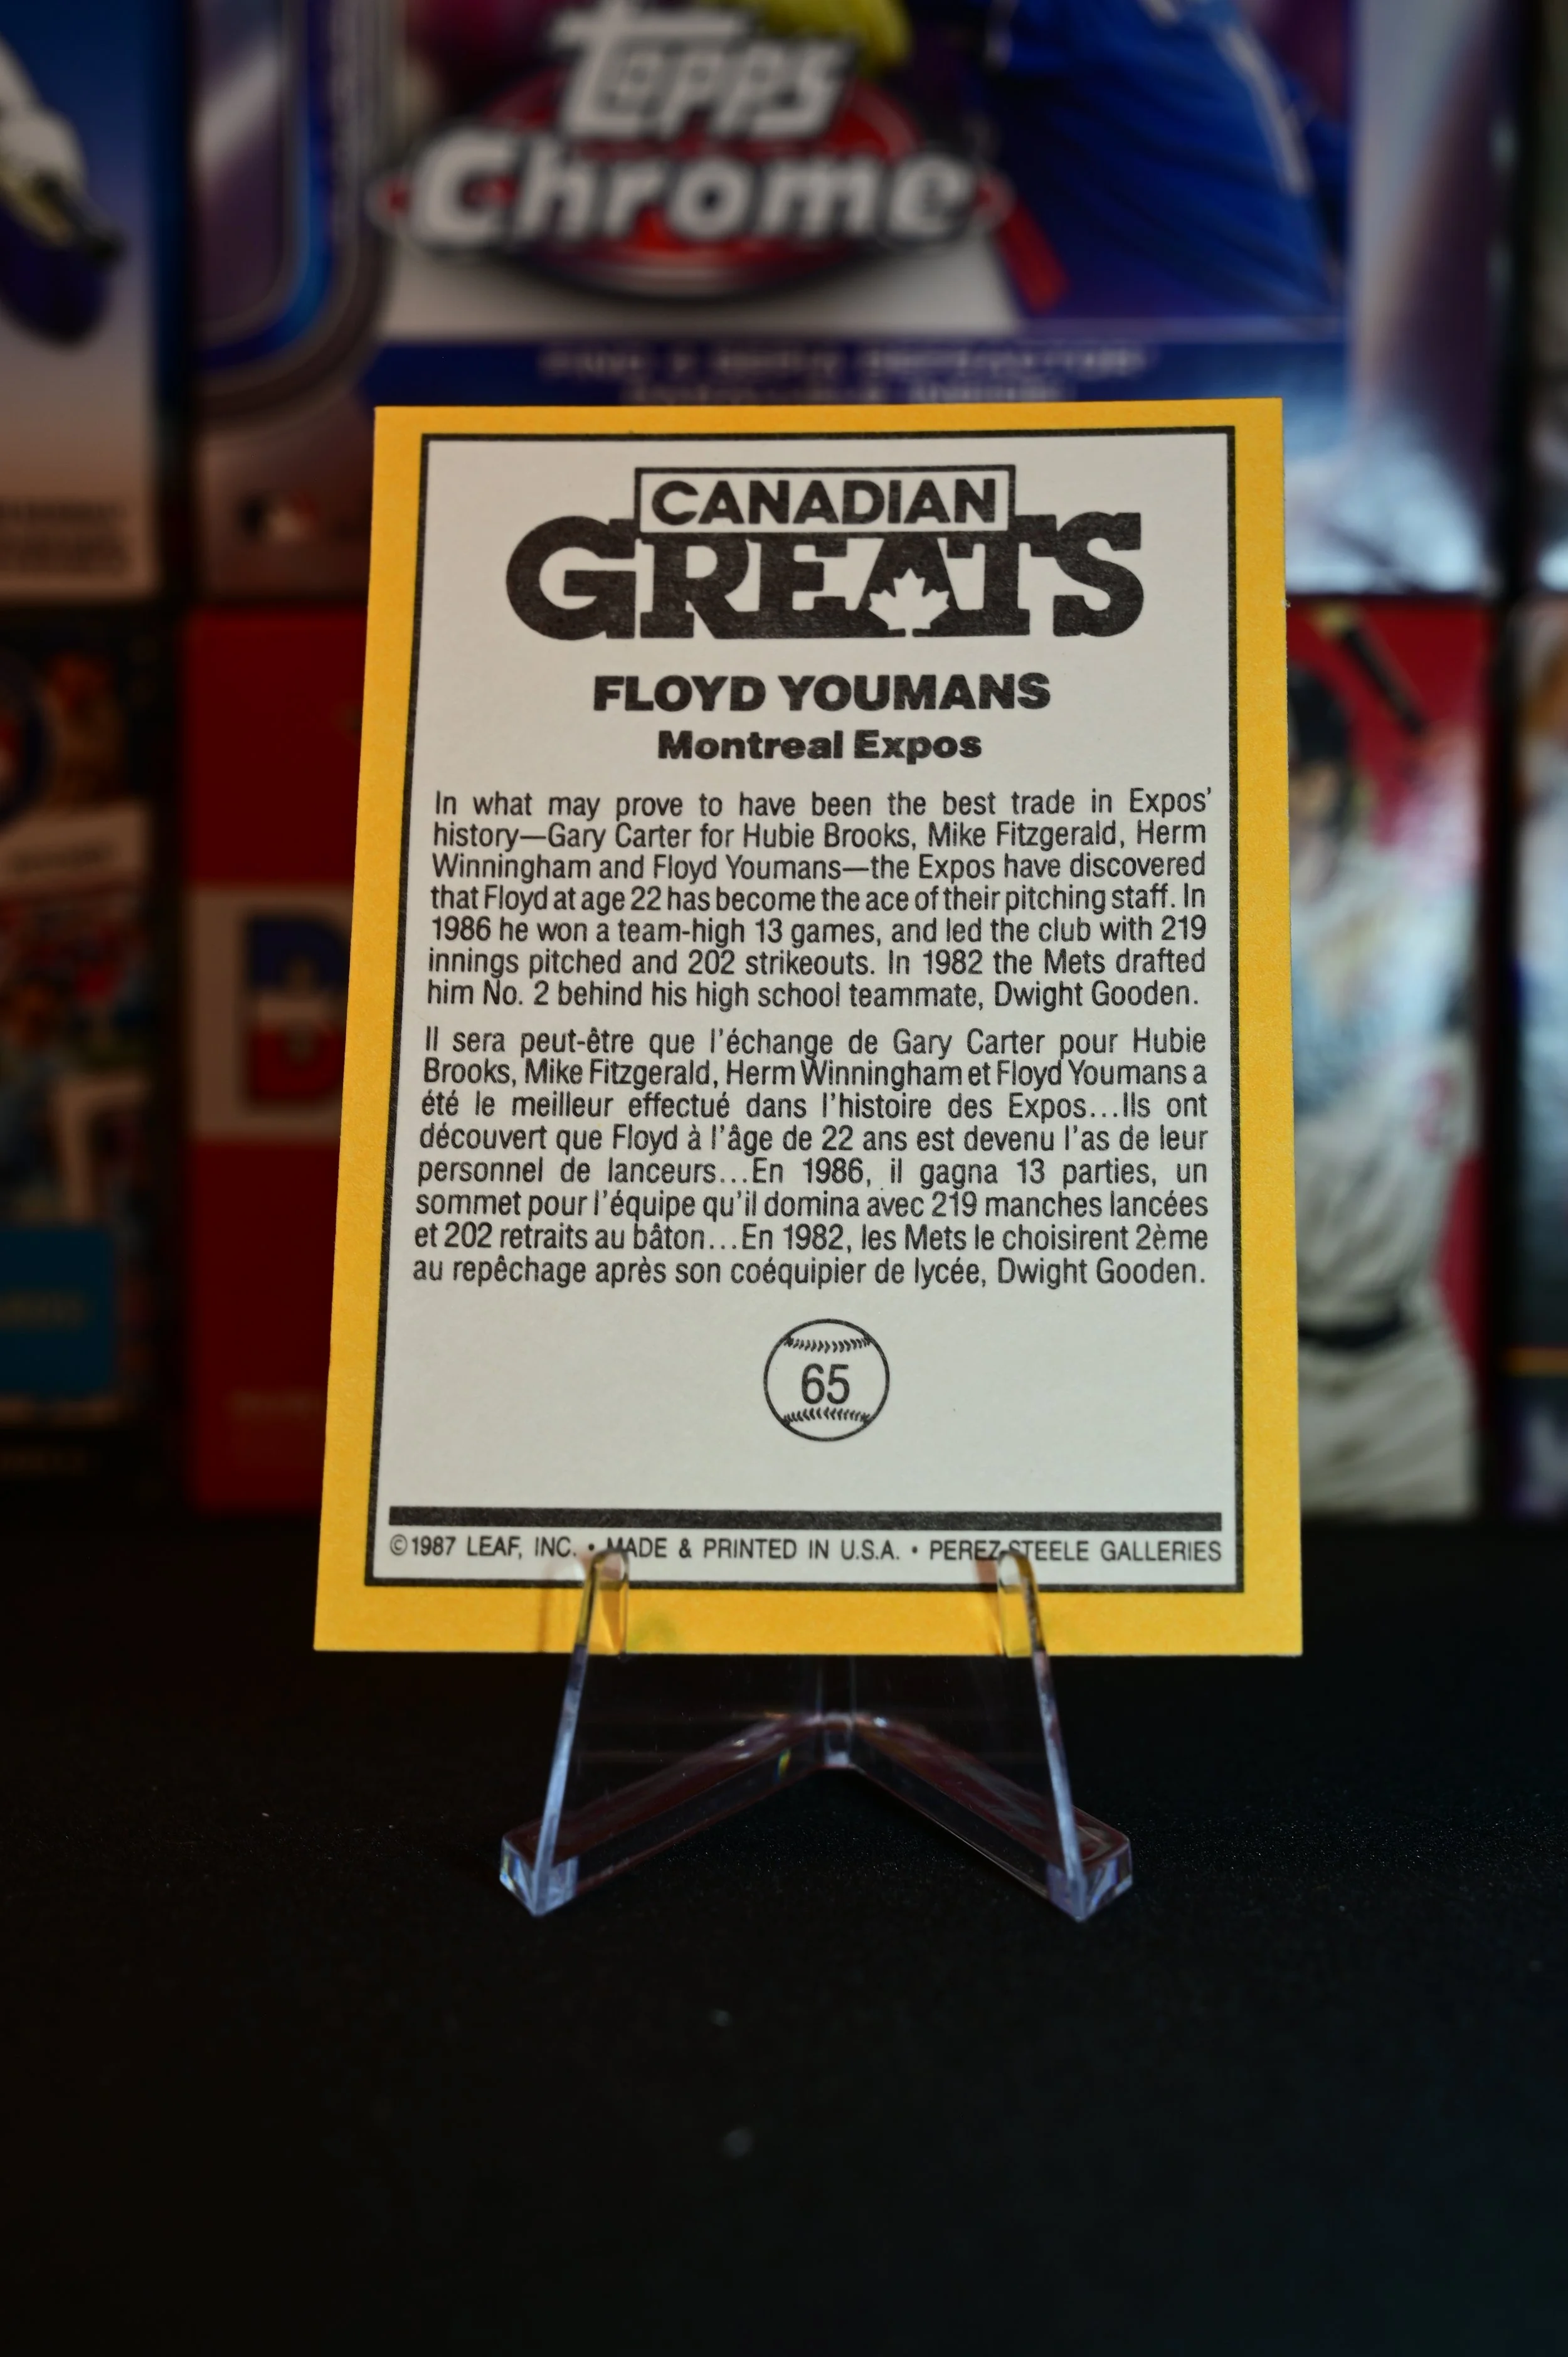 Topps
Chrome
CANADIAN
GREATS
FLOYD YOUMANS
Montreal Expos
In what may prove to have been the best trade in Expos'
history—Gary Carter for Hubie Brooks, Mike Fitzgerald, Herm
Winningham and Floyd Youmans—the Expos have discovered
that Floyd at age 22 has become the ace of their pitching staff. In
1986 he won a team-high 13 games, and led the club with 219
innings pitched and 202 strikeouts. In 1982 the Mets drafted
him No. 2 behind his high school teammate, Dwight Gooden.
Il sera peut-être que l'échange de Gary Carter pour Hubie
Brooks, Mike Fitzgerald, Herm Winningham et Floyd Youmans a
été le meilleur effectué dans l'histoire des Expos...Ils ont
découvert que Floyd à l'âge de 22 ans est devenu l'as de leur
personnel de lanceurs...En 1986, il gagna 13 parties, un
sommet pour l'équipe qu'il domina avec 219 manches lancées
et 202 retraits au bâton...En 1982, les Mets le choisirent 2ème
au repêchage après son coéquipier de lycée, Dwight Gooden.
65
©1987 LEAF, INC. • MADE & PRINTED IN U.S.A. • PEREZ-STEELE GALLERIES